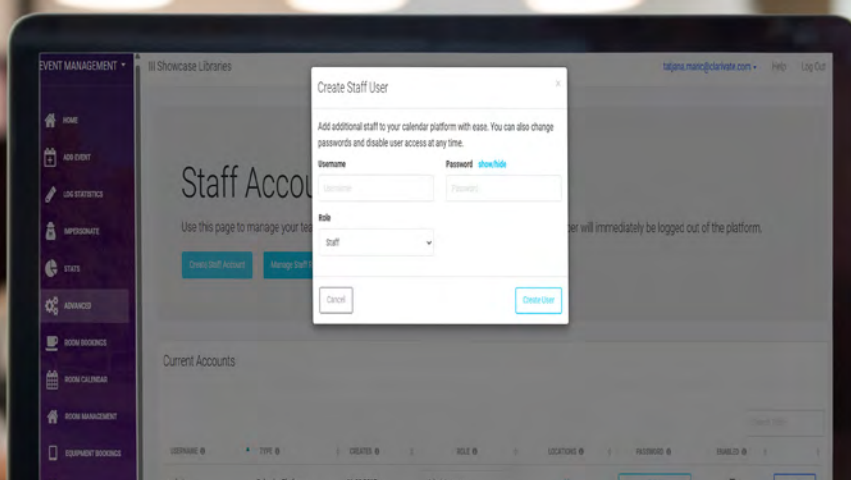 EVENT MANAGEMENT
III Showcase Libraries
tatjana.maric@clarivate.com
Help
Log Out
HOME
ADD EVENT
LOG STATISTICS
IMPERSONATE
STATS
ADVANCED
ROOM BOOKINGS
ROOM CALENDAR
ROOM MANAGEMENT
EQUIPMENT BOOKINGS
Create Staff User
×
Add additional staff to your calendar platform with ease. You can also change
passwords and disable user access at any time.
Username
Password show/hide
Username
Password
Role
Staff
Cancel
Create User
Staff Accou
Use this page to manage your tea
er will immediately be logged out of the platform.
Create Staff Account
Manage Staff
Current Accounts
USERNAME
TYPE
CREATED
ROLE
LOCATIONS
PASSWORD
ENABLED